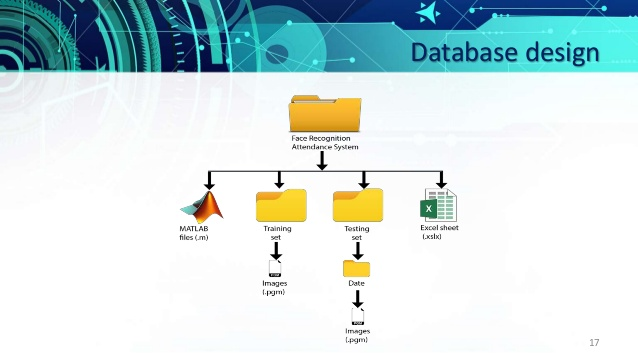 Database design
Face Recognition
Attendance System
MATLAB
files (.m)
Training
set
Testing
set
Excel sheet
(.xslx)
X
Images
(.pgm)
Date
Images
(.pgm)
17